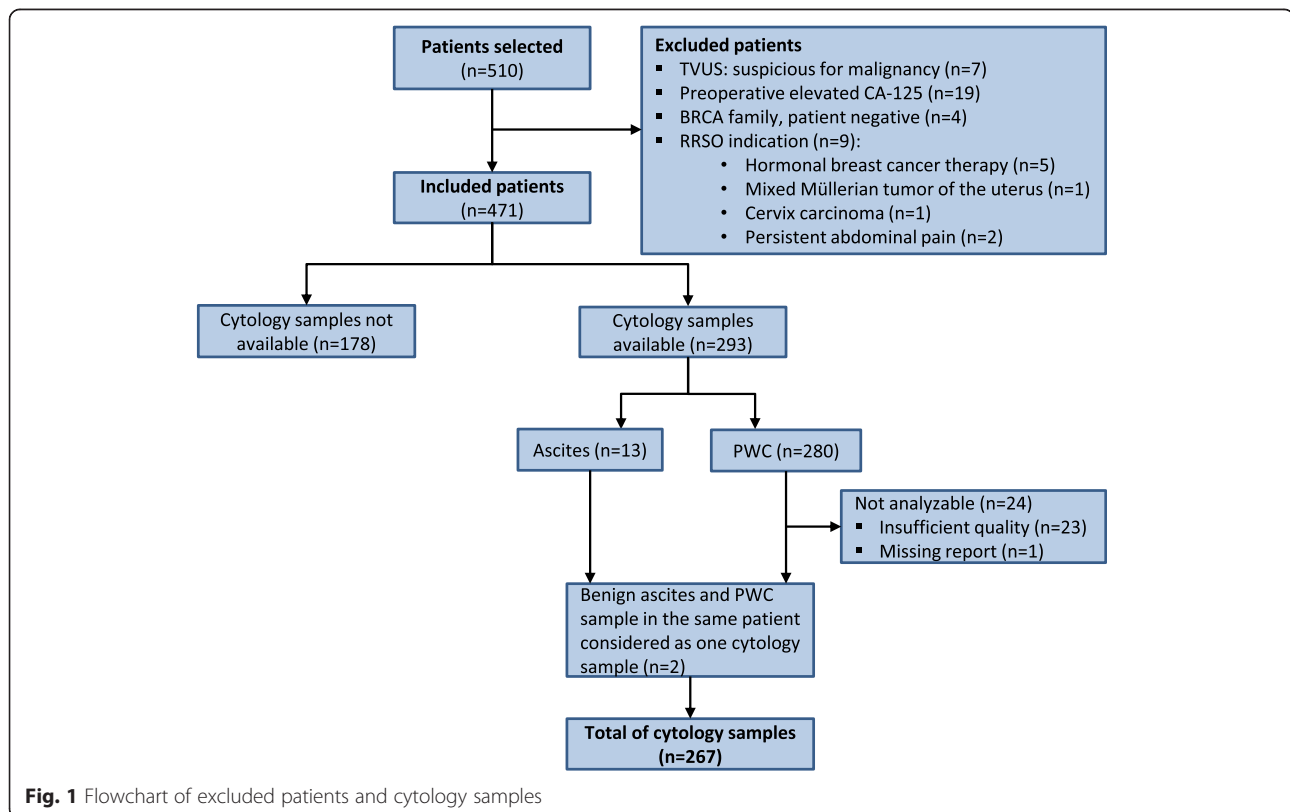 Patients selected
(n=510)
Excluded patients
▪ TVUS: suspicious for malignancy (n=7)
▪ Preoperative elevated CA-125 (n=19)
▪ BRCA family, patient negative (n=4)
▪ RRSO indication (n=9):
• Hormonal breast cancer therapy (n=5)
• Mixed Müllerian tumor of the uterus (n=1)
• Cervix carcinoma (n=1)
• Persistent abdominal pain (n=2)
Included patients
(n=471)
Cytology samples not
available (n=178)
Cytology samples
available (n=293)
Ascites (n=13)
PWC (n=280)
Not analyzable (n=24)
▪ Insufficient quality (n=23)
▪ Missing report (n=1)
Benign ascites and PWC
sample in the same patient
considered as one cytology
sample (n=2)
Total of cytology samples
(n=267)
Fig. 1 Flowchart of excluded patients and cytology samples